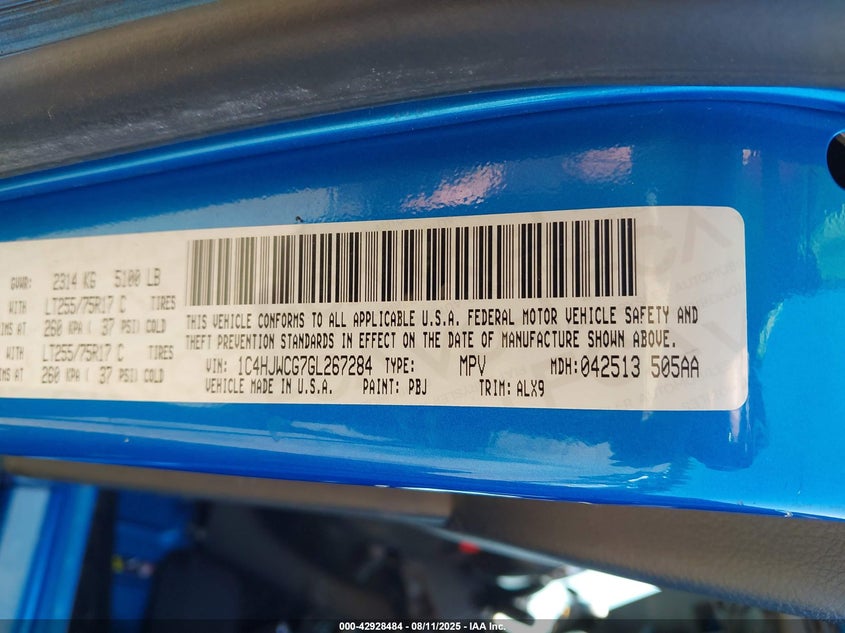 GVWR: 2314 KG 5100 LB
WITH LT255/75R17 C TIRES
IMS AT 260 KPA ( 37 PSI) COLD
WITH LT255/75R17 C TIRES
IMS AT 260 KPA ( 37 PSI) COLD
THIS VEHICLE CONFORMS TO ALL APPLICABLE U.S.A. FEDERAL MOTOR VEHICLE SAFETY AND
THEFT PREVENTION STANDARDS IN EFFECT ON THE DATE OF MANUFACTURE SHOWN ABOVE.
VIN: 1C4HJWCG7GL267284 TYPE: MPV MDH:042513 505AA
VEHICLE MADE IN U.S.A. PAINT: PBJ TRIM: ALX9
000-42928484 - 08/11/2025 - IAA Inc.